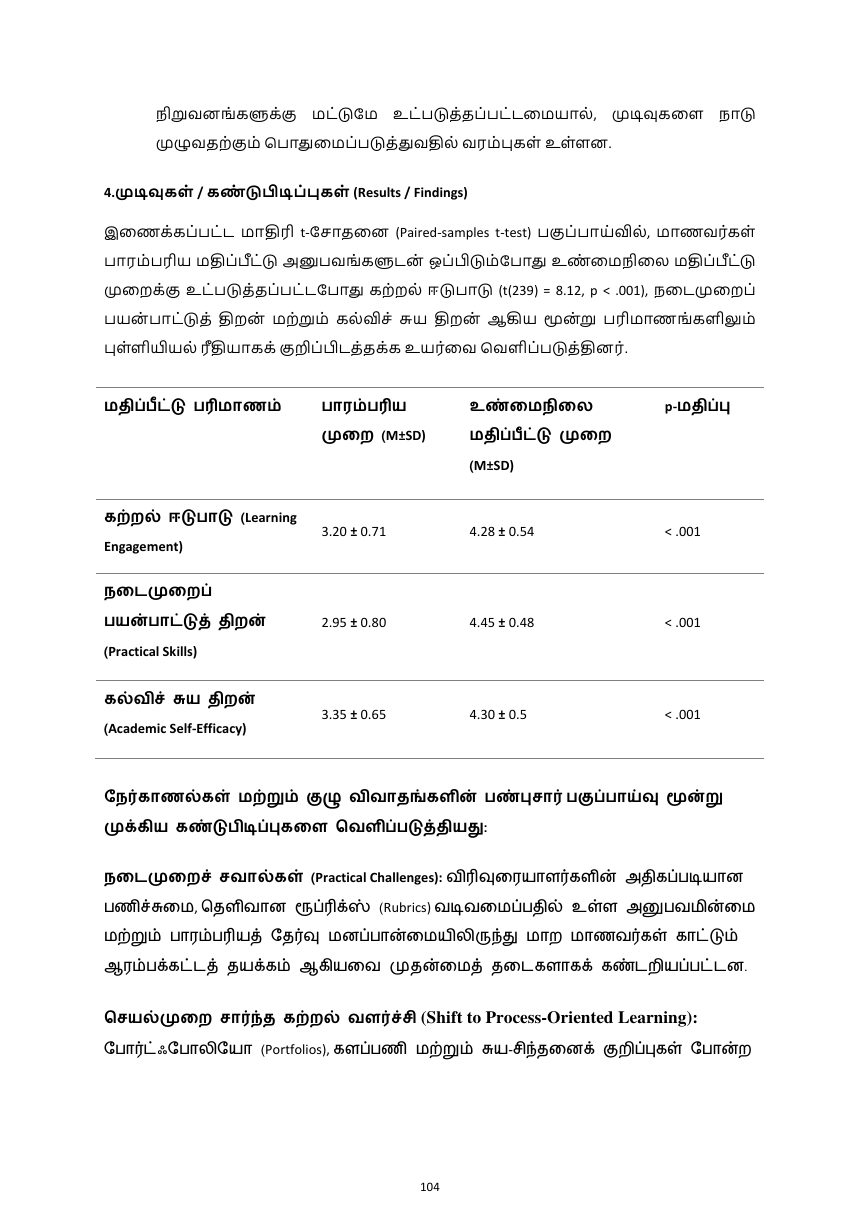 நிறுவனங்களுக்கு மட்டுமே உட்படுத்தப்பட்டமையால், முடிவுகளை நாடு
முழுவதற்கும் பொதுமைப்படுத்துவதில் வரம்புகள் உள்ளன.
4.முடிவுகள் / கண்டுபிடிப்புகள் (Results / Findings)
இணைக்கப்பட்ட மாதிரி t-சோதனை (Paired-samples t-test) பகுப்பாய்வில், மாணவர்கள்
பாரம்பரிய மதிப்பீட்டு அனுபவங்களுடன் ஒப்பிடும்போது உண்மைநிலை மதிப்பீட்டு
முறைக்கு உட்படுத்தப்பட்டபோது கற்றல் ஈடுபாடு (t(239) = 8.12, p < .001), நடைமுறைப்
பயன்பாட்டுத் திறன் மற்றும் கல்விச் சுய திறன் ஆகிய மூன்று பரிமாணங்களிலும்
புள்ளியியல் ரீதியாகக் குறிப்பிடத்தக்க உயர்வை வெளிப்படுத்தினர்.
மதிப்பீட்டு பரிமாணம்
பாரம்பரிய
முறை (M±SD)
உண்மைநிலை
மதிப்பீட்டு முறை
(M±SD)
p-மதிப்பு
கற்றல் ஈடுபாடு (Learning
Engagement)
3.20 ± 0.71
4.28 ± 0.54
< .001
நடைமுறைப்
பயன்பாட்டுத் திறன்
(Practical Skills)
2.95 ± 0.80
4.45 ± 0.48
< .001
கல்விச் சுய திறன்
(Academic Self-Efficacy)
3.35 ± 0.65
4.30 ± 0.5
< .001
நேர்காணல்கள் மற்றும் குழு விவாதங்களின் பண்புசார் பகுப்பாய்வு மூன்று
முக்கிய கண்டுபிடிப்புகளை வெளிப்படுத்தியது:
நடைமுறைச் சவால்கள் (Practical Challenges): விரிவுரையாளர்களின் அதிகப்படியான
பணிச்சுமை, தெளிவான ரூப்ரிக்ஸ் (Rubrics) வடிவமைப்பதில் உள்ள அனுபவமின்மை
மற்றும் பாரம்பரியத் தேர்வு மனப்பான்மையிலிருந்து மாற மாணவர்கள் காட்டும்
ஆரம்பக்கட்டத் தயக்கம் ஆகியவை முதன்மைத் தடைகளாகக் கண்டறியப்பட்டன.
செயல்முறை சார்ந்த கற்றல் வளர்ச்சி (Shift to Process-Oriented Learning):
போர்ட்ஃபோலியோ (Portfolios), களப்பணி மற்றும் சுய-சிந்தனைக் குறிப்புகள் போன்ற
104